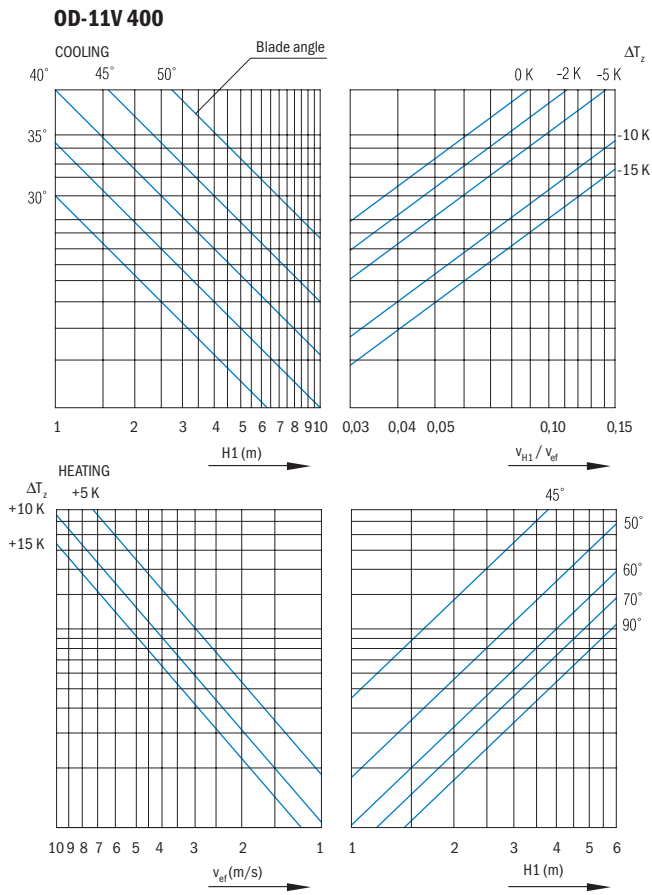 OD-11V 400
COOLING
Blade angle
40° 45° 50°
35°
30°
1 2 3 4 5 6 7 8 9 10
H1 (m)
ΔTz
0 K -2 K -5 K
-10 K
-15 K
0,03 0,04 0,05 0,10 0,15
vH1 / vef
HEATING
ΔTz
+5 K
+10 K
+15 K
10 9 8 7 6 5 4 3 2 1
vef (m/s)
45°
50°
60°
70°
90°
1 2 3 4 5 6
H1 (m)